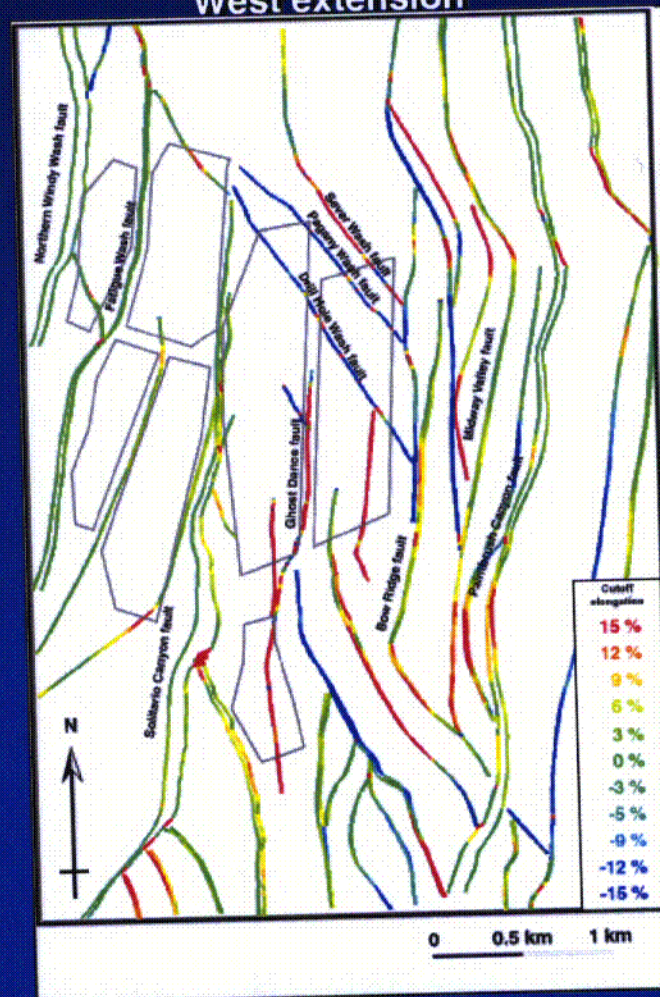 West extension
Northern Windy Wash fault
Fatigue Wash fault
Sever Wash fault
Pagany Wash fault
Drill Hole Wash fault
Midway Valley fault
Ghost Dance fault
Paintbrush Canyon fault
Bow Ridge fault
Solitario Canyon fault
N
Cutoff
elongation
15 %
12 %
9 %
6 %
3 %
0 %
-3 %
-5 %
-9 %
-12 %
-15 %
0 0.5 km 1 km